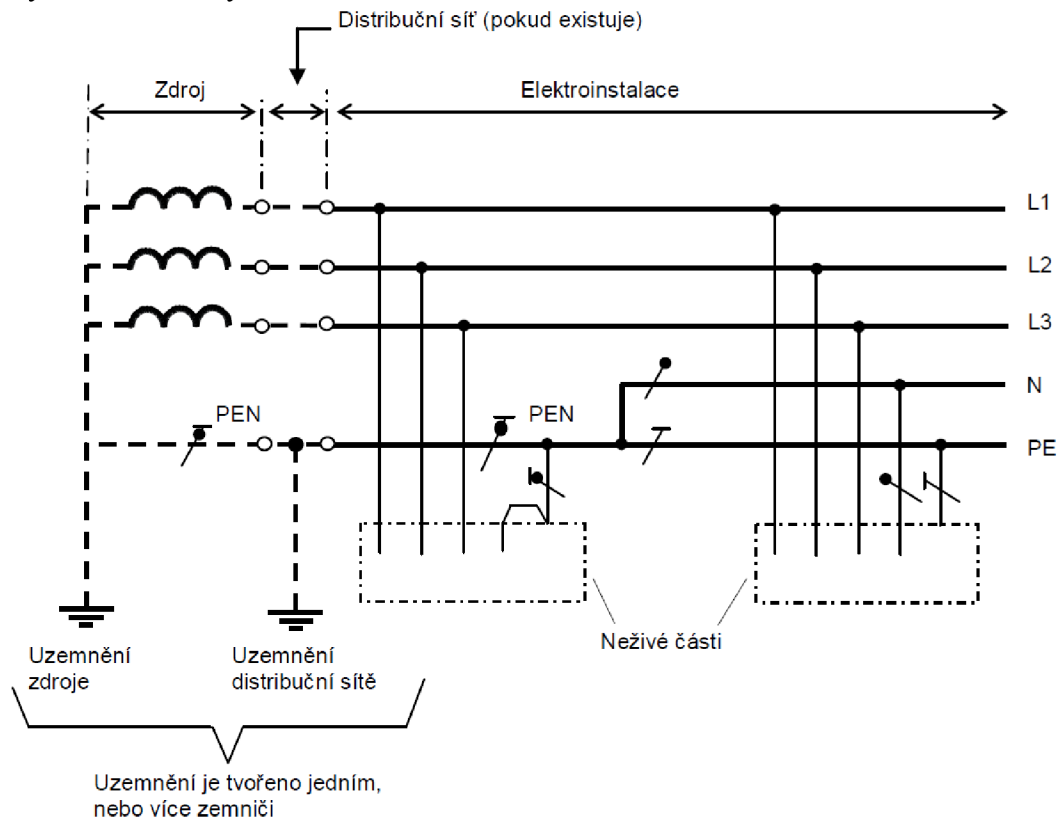 Distribuční síť (pokud existuje)
Zdroj
Elektroinstalace
L1
L2
L3
N
PEN
PEN
PE
Neživé části
Uzemnění
zdroje
Uzemnění
distribuční sítě
Uzemnění je tvořeno jedním,
nebo více zemniči